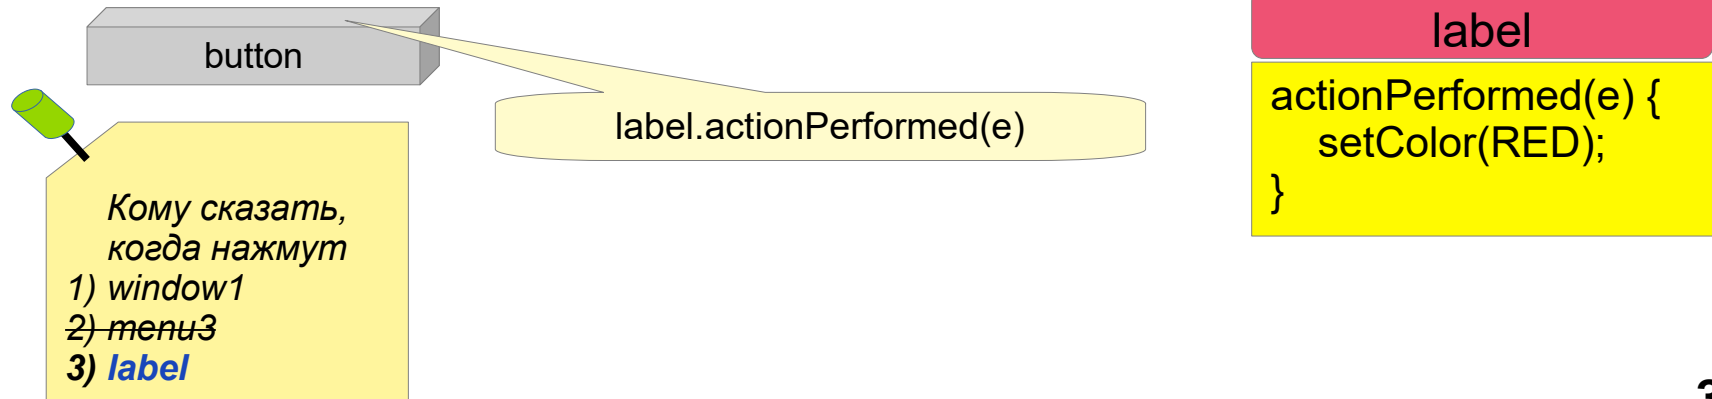 button
label.actionPerformed(e)
label
actionPerformed(e) {
setColor(RED);
}
Кому сказать,
когда нажмут
1) window1
2) menu3
3) label